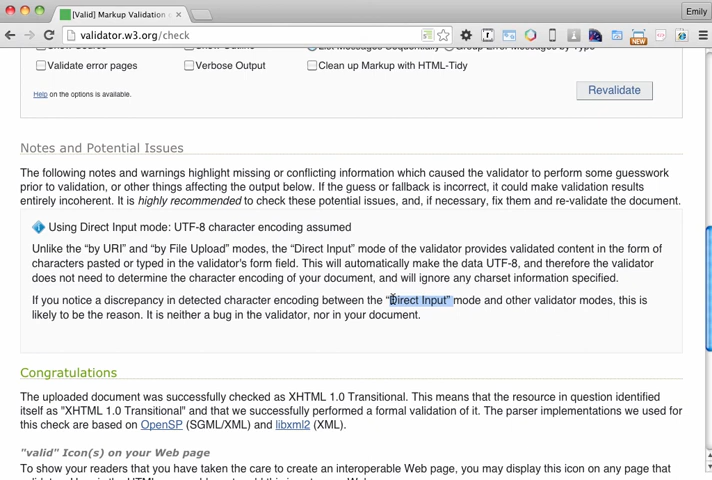 [Valid] Markup Validation o
Emily
validator.w3.org/check
NEW
Show Source
Show Outline
List Messages Sequentially
Group Error Messages by Type
Validate error pages
Verbose Output
Clean up Markup with HTML-Tidy
Help on the options is available.
Revalidate
Notes and Potential Issues
The following notes and warnings highlight missing or conflicting information which caused the validator to perform some guesswork
prior to validation, or other things affecting the output below. If the guess or fallback is incorrect, it could make validation results
entirely incoherent. It is highly recommended to check these potential issues, and, if necessary, fix them and re-validate the document.
Using Direct Input mode: UTF-8 character encoding assumed
Unlike the “by URI” and “by File Upload” modes, the “Direct Input” mode of the validator provides validated content in the form of
characters pasted or typed in the validator's form field. This will automatically make the data UTF-8, and therefore the validator
does not need to determine the character encoding of your document, and will ignore any charset information specified.
If you notice a discrepancy in detected character encoding between the “Direct Input” mode and other validator modes, this is
likely to be the reason. It is neither a bug in the validator, nor in your document.
Congratulations
The uploaded document was successfully checked as XHTML 1.0 Transitional. This means that the resource in question identified
itself as "XHTML 1.0 Transitional" and that we successfully performed a formal validation of it. The parser implementations we used for
this check are based on OpenSP (SGML/XML) and libxml2 (XML).
"valid" Icon(s) on your Web page
To show your readers that you have taken the care to create an interoperable Web page, you may display this icon on any page that